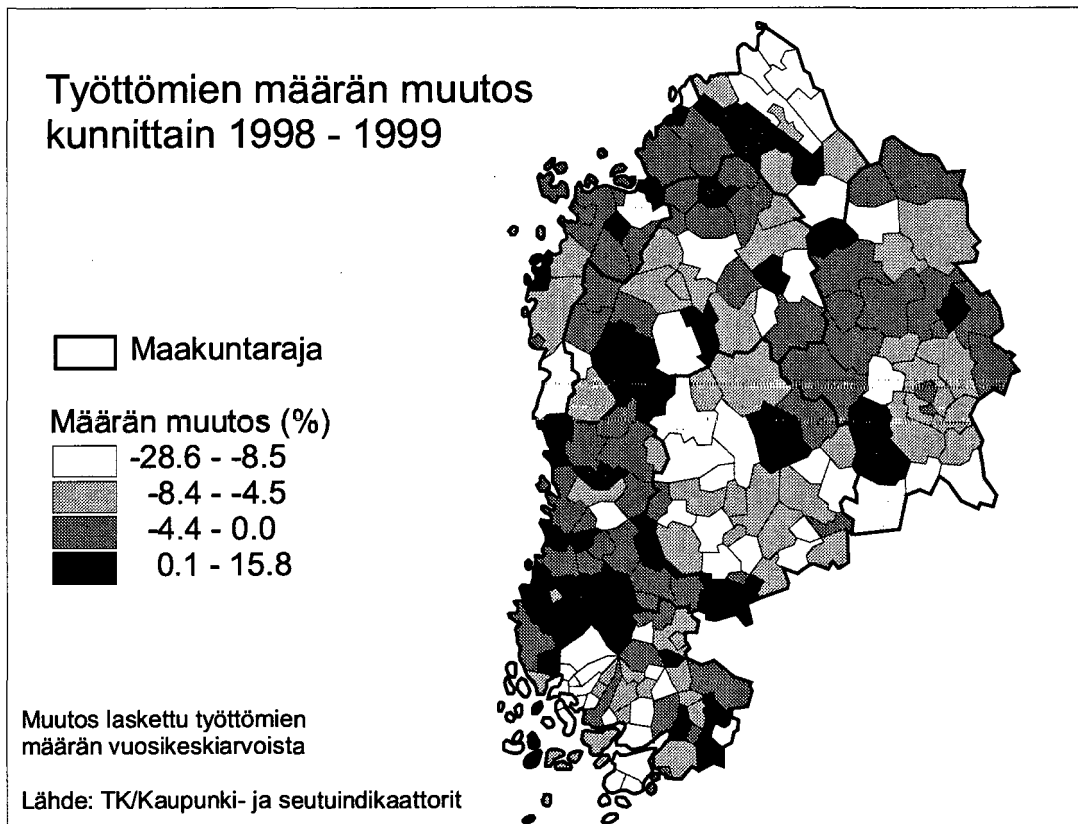 Työttömien määrän muutos
kunnittain 1998 - 1999
Maakuntaraja
Määrän muutos (%)
-28.6 - -8.5
-8.4 - -4.5
-4.4 - 0.0
0.1 - 15.8
Muutos laskettu työttömien
määrän vuosikeskiarvoista
Lähde: TK/Kaupunki- ja seutuindikaattorit